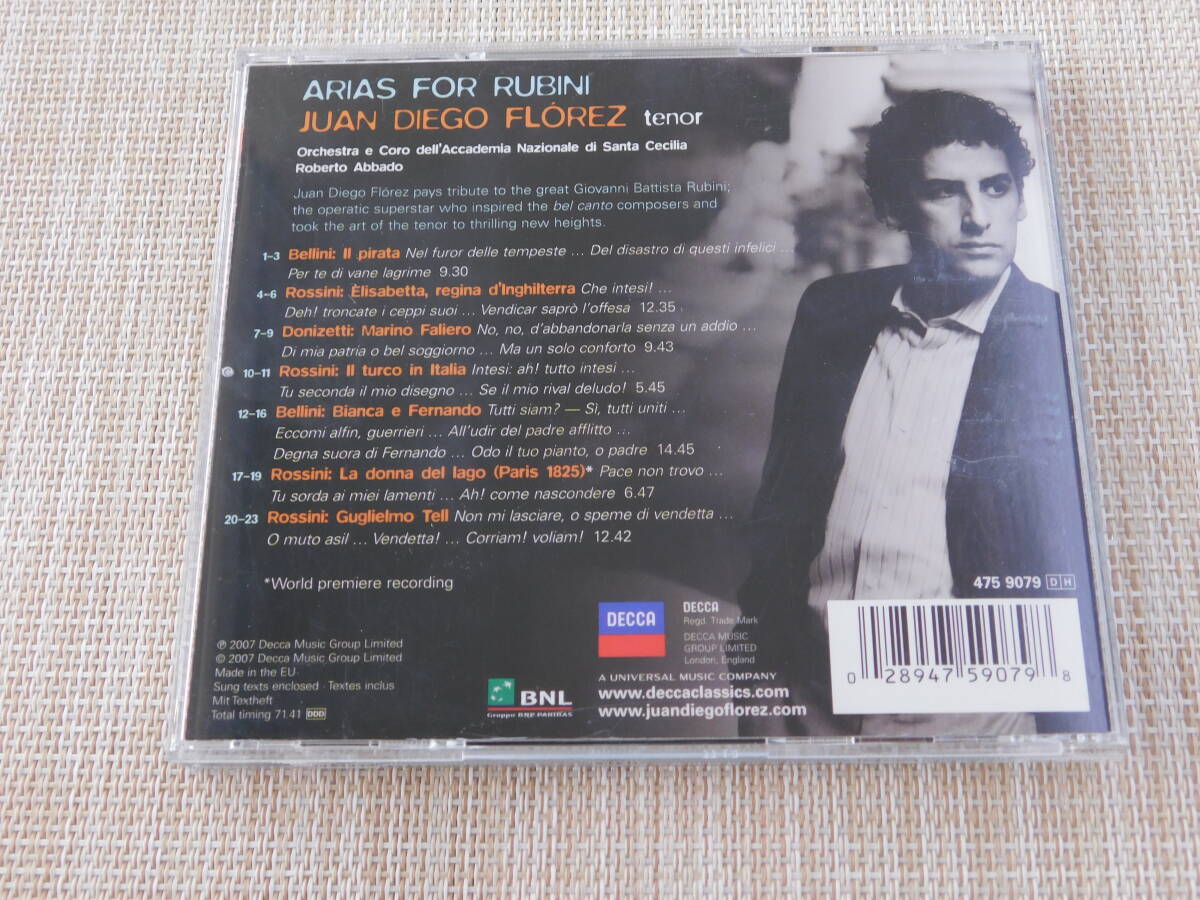 ARIAS FOR RUBINI
JUAN DIEGO FLÓREZ tenor
Orchestra e Coro dell'Accademia Nazionale di Santa Cecilia
Roberto Abbado
Juan Diego Flórez pays tribute to the great Giovanni Battista Rubini;
the operatic superstar who inspired the bel canto composers and
took the art of the tenor to thrilling new heights.
1–3 Bellini: Il pirata Nel furor delle tempeste … Del disastro di questi infelici …
Per te di vane lagrime 9.30
4–6 Rossini: Elisabetta, regina d'Inghilterra Che intesi! …
Deh! troncate i ceppi suoi … Vendicar saprò l'offesa 12.35
7–9 Donizetti: Marino Faliero No, no, d'abbandonarla senza un addio …
Di mia patria o bel soggiorno … Ma un solo conforto 9.43
10–11 Rossini: Il turco in Italia Intesi: ah! tutto intesi …
Tu seconda il mio disegno … Se il mio rival deludo! 5.45
12–16 Bellini: Bianca e Fernando Tutti siam? — Sì, tutti uniti …
Eccomi alfin, guerrieri … All'udir del padre afflitto …
Degna suora di Fernando … Odo il tuo pianto, o padre 14.45
17–19 Rossini: La donna del lago (Paris 1825)* Pace non trovo …
Tu sorda ai miei lamenti … Ah! come nascondere 6.47
20–23 Rossini: Guglielmo Tell Non mi lasciare, o speme di vendetta …
O muto asil … Vendetta! … Corriam! voliam! 12.42
*World premiere recording
475 9079 DH
℗ 2007 Decca Music Group Limited
© 2007 Decca Music Group Limited
Made in the EU
Sung texts enclosed · Textes inclus
Mit Textheft
Total timing 71.41 DDD
BNL
Gruppo BNP PARIBAS
DECCA
DECCA
Regd. Trade Mark
DECCA MUSIC
GROUP LIMITED
London, England
A UNIVERSAL MUSIC COMPANY
www.deccaclassics.com
www.juandiegoflorez.com
0 28947 59079 8